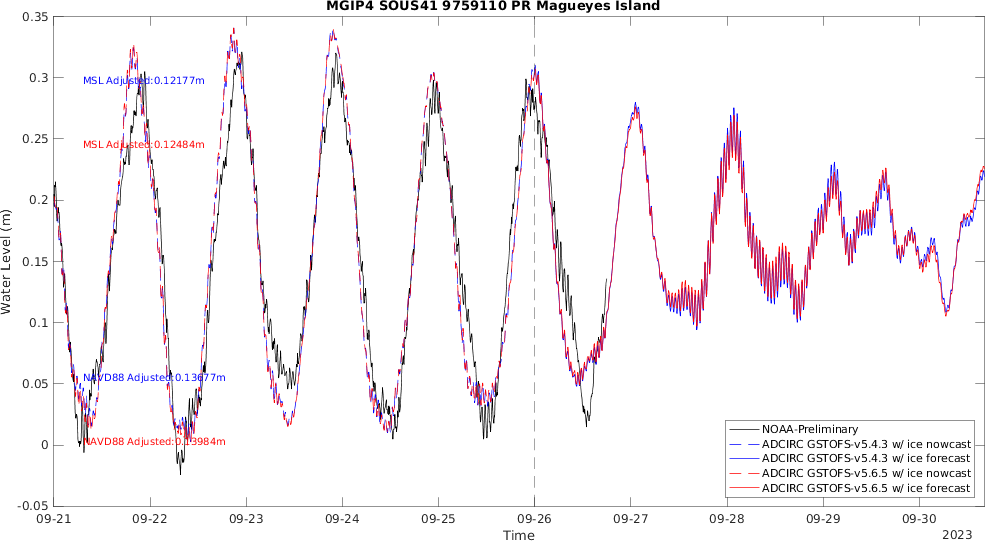 MGIP4 SOUS41 9759110 PR Magueyes Island
Water Level (m)
0.35
0.3
0.25
0.2
0.15
0.1
0.05
0
-0.05
MSL Adjusted:0.12177m
MSL Adjusted:0.12484m
NAVD88 Adjusted:0.13677m
NAVD88 Adjusted:0.13984m
NOAA-Preliminary
ADCIRC GSTOFS-v5.4.3 w/ ice nowcast
ADCIRC GSTOFS-v5.4.3 w/ ice forecast
ADCIRC GSTOFS-v5.6.5 w/ ice nowcast
ADCIRC GSTOFS-v5.6.5 w/ ice forecast
09-21 09-22 09-23 09-24 09-25 09-26 09-27 09-28 09-29 09-30
Time
2023